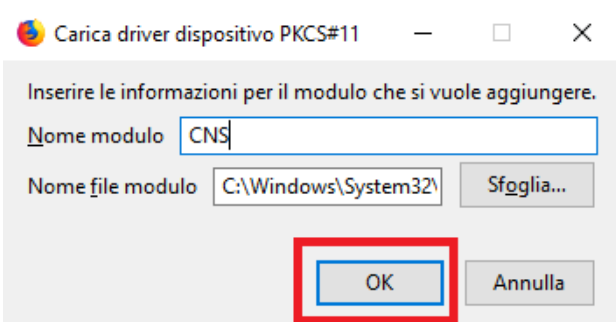 Carica driver dispositivo PKCS#11
Inserire le informazioni per il modulo che si vuole aggiungere.
Nome modulo CNS
Nome file modulo C:\Windows\System32\ Sfoglia...
OK Annulla